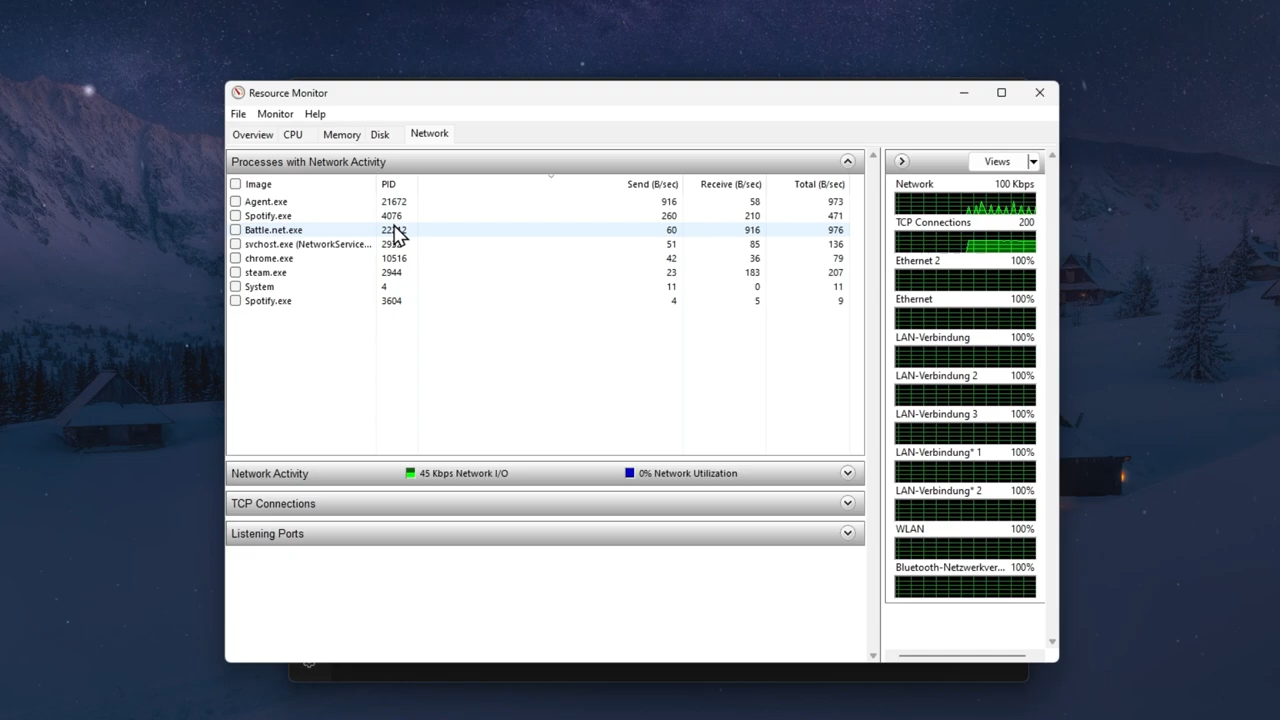 Resource Monitor
File Monitor Help
Overview CPU Memory Disk Network
Processes with Network Activity
Image PID Send (B/sec) Receive (B/sec) Total (B/sec)
Agent.exe 21672 916 58 973
Spotify.exe 4076 260 210 471
Battle.net.exe 60 916 976
svchost.exe (NetworkService... 51 85 136
chrome.exe 10516 42 36 79
steam.exe 2944 23 183 207
System 4 11 0 11
Spotify.exe 3604 4 5 9
Network Activity 45 Kbps Network I/O 0% Network Utilization
TCP Connections
Listening Ports
Views
Network 100 Kbps
TCP Connections 200
Ethernet 2 100%
Ethernet 100%
LAN-Verbindung 100%
LAN-Verbindung 2 100%
LAN-Verbindung 3 100%
LAN-Verbindung* 1 100%
LAN-Verbindung* 2 100%
WLAN 100%
Bluetooth-Netzwerkver... 100%